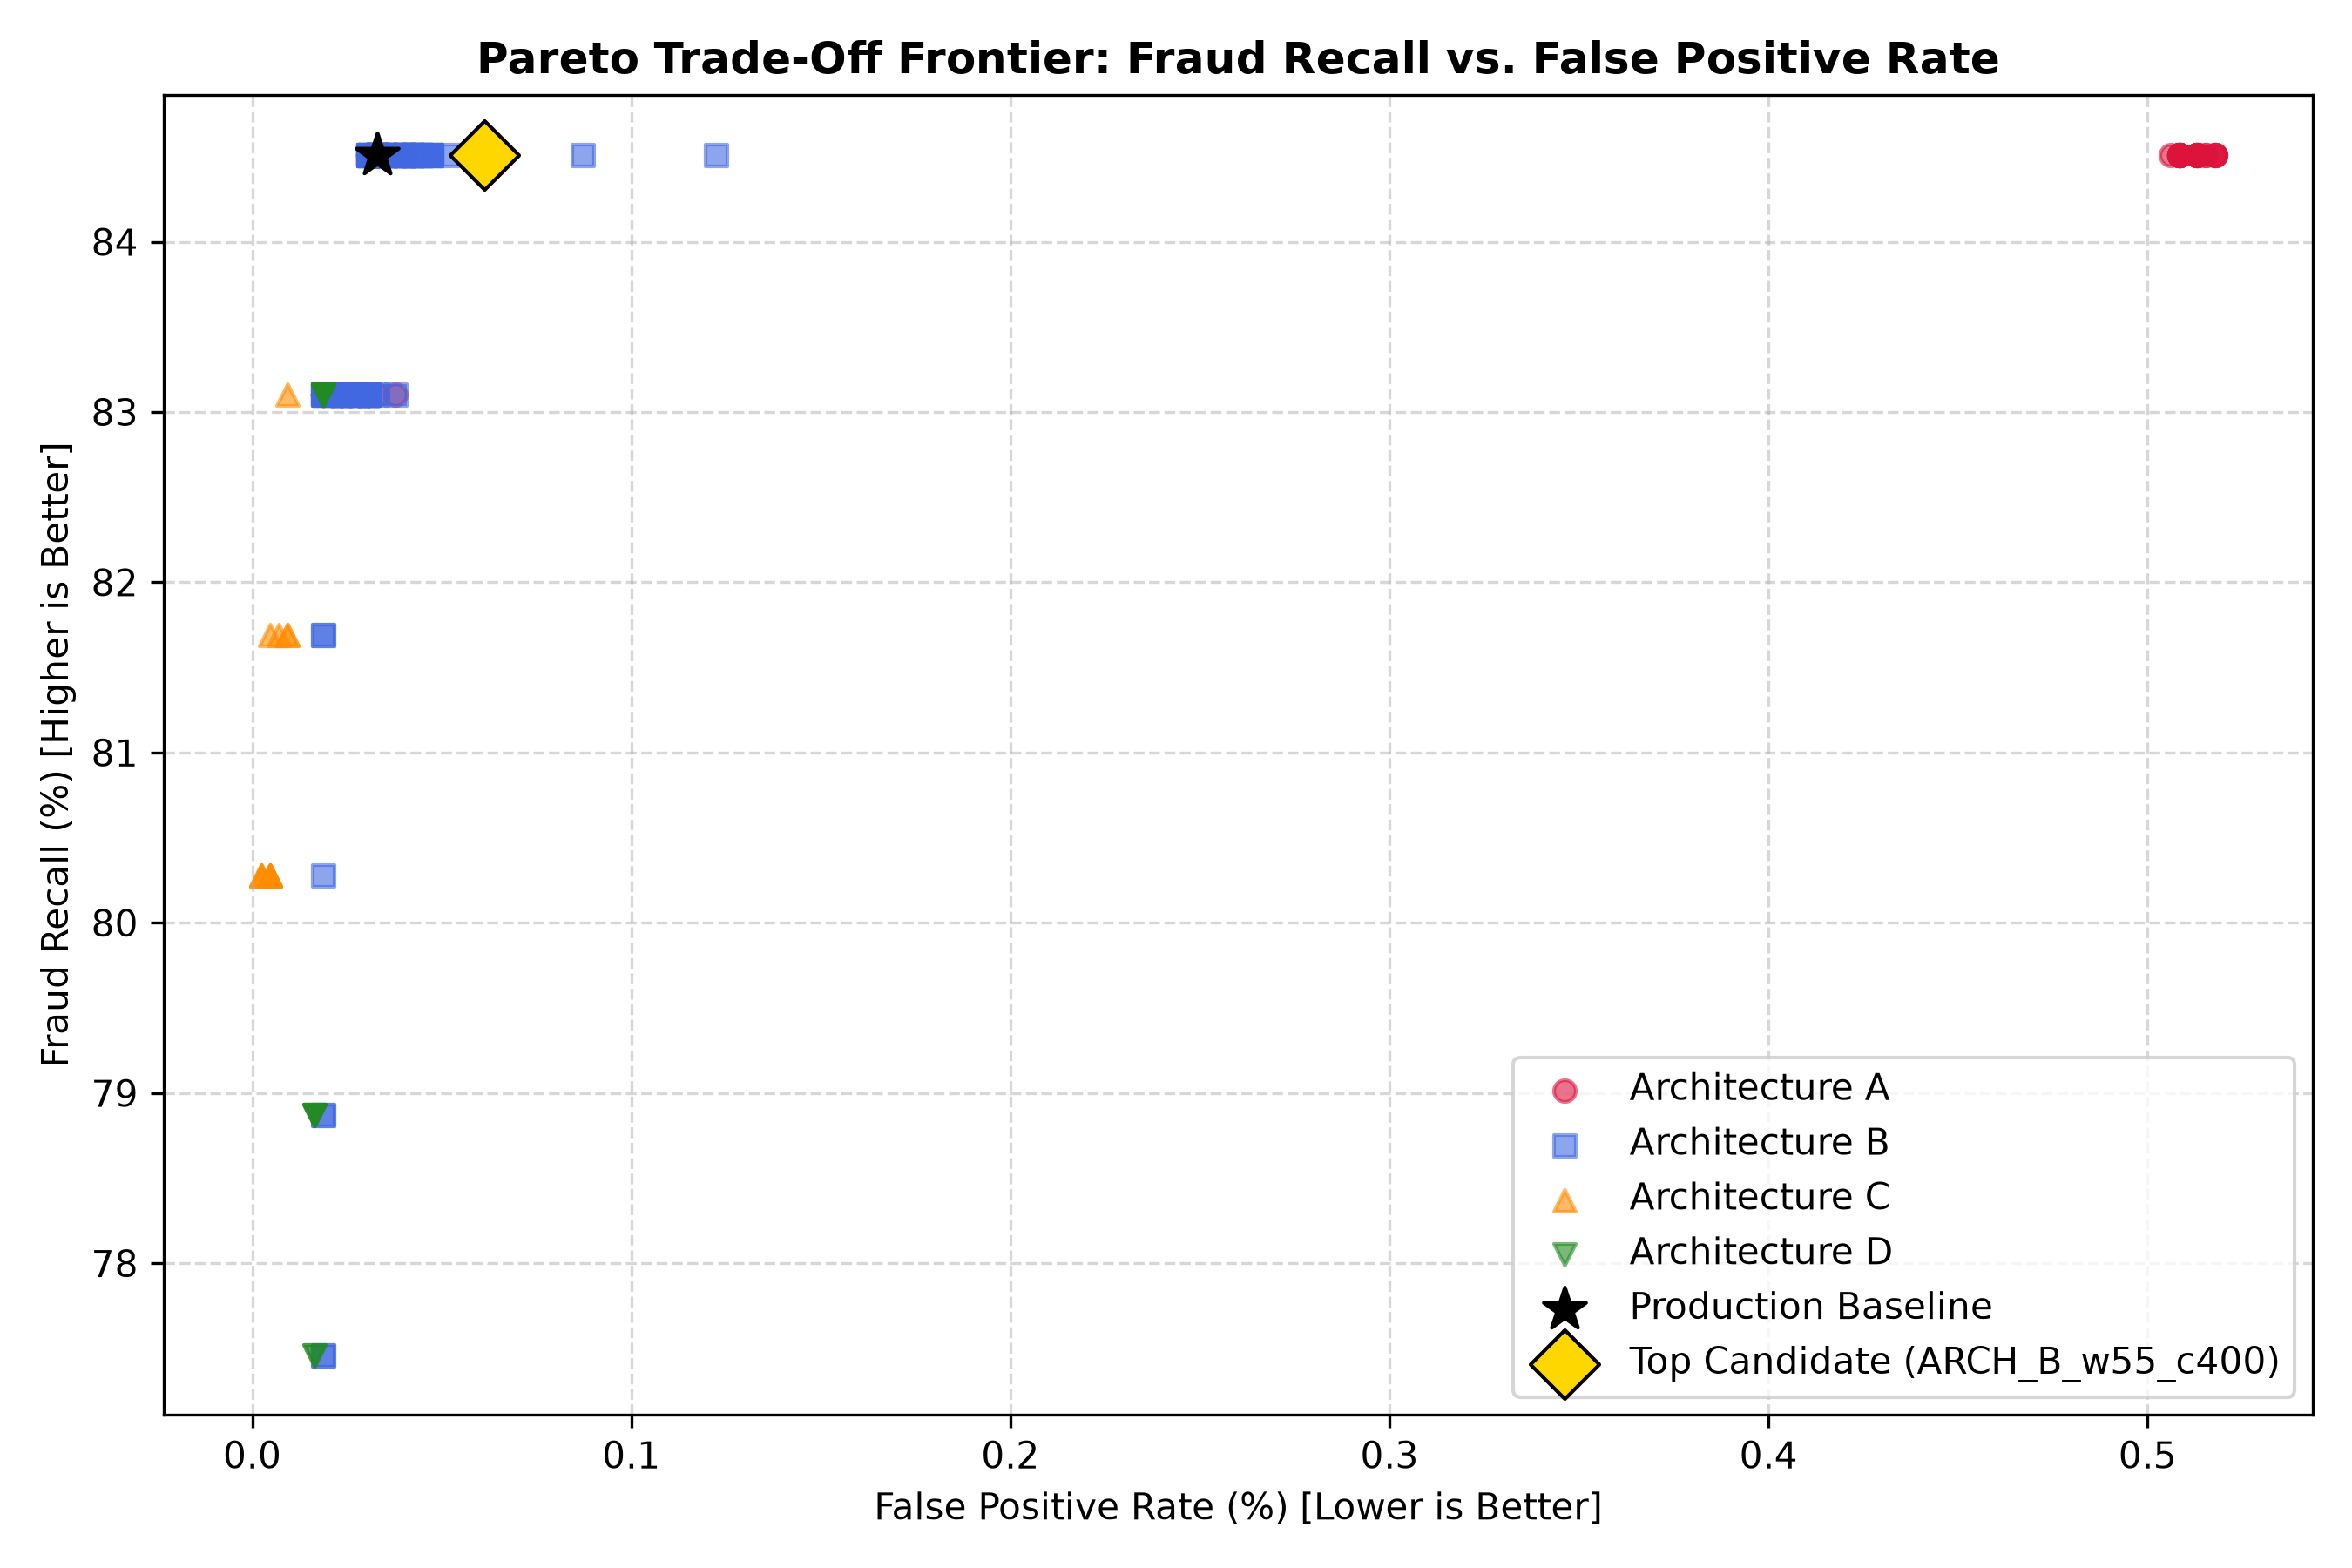 Pareto Trade-Off Frontier: Fraud Recall vs. False Positive Rate
Fraud Recall (%) [Higher is Better]
84
83
82
81
80
79
78
0.0
0.1
0.2
0.3
0.4
0.5
False Positive Rate (%) [Lower is Better]
Architecture A
Architecture B
Architecture C
Architecture D
Production Baseline
Top Candidate (ARCH_B_w55_c400)